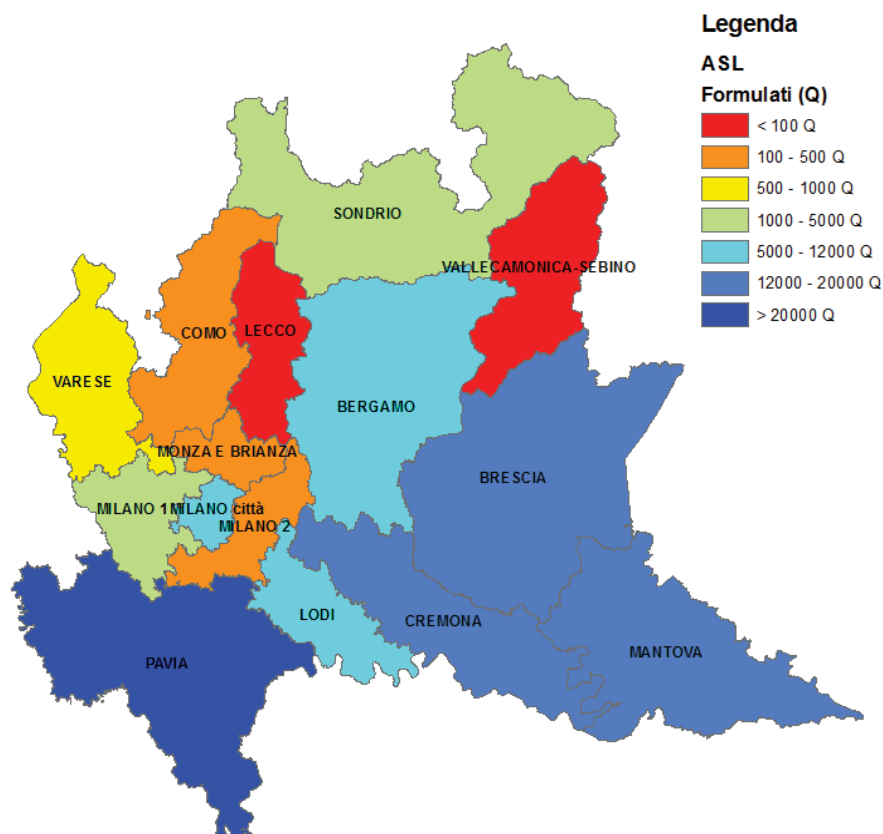 Legenda
ASL
Formulati (Q)
< 100 Q
100 - 500 Q
500 - 1000 Q
1000 - 5000 Q
5000 - 12000 Q
12000 - 20000 Q
> 20000 Q
SONDRIO
VALLECAMONICA-SEBINO
COMO
LECCO
VARESE
BERGAMO
MONZA E BRIANZA
BRESCIA
MILANO 1
MILANO città
MILANO 2
LODI
CREMONA
MANTOVA
PAVIA